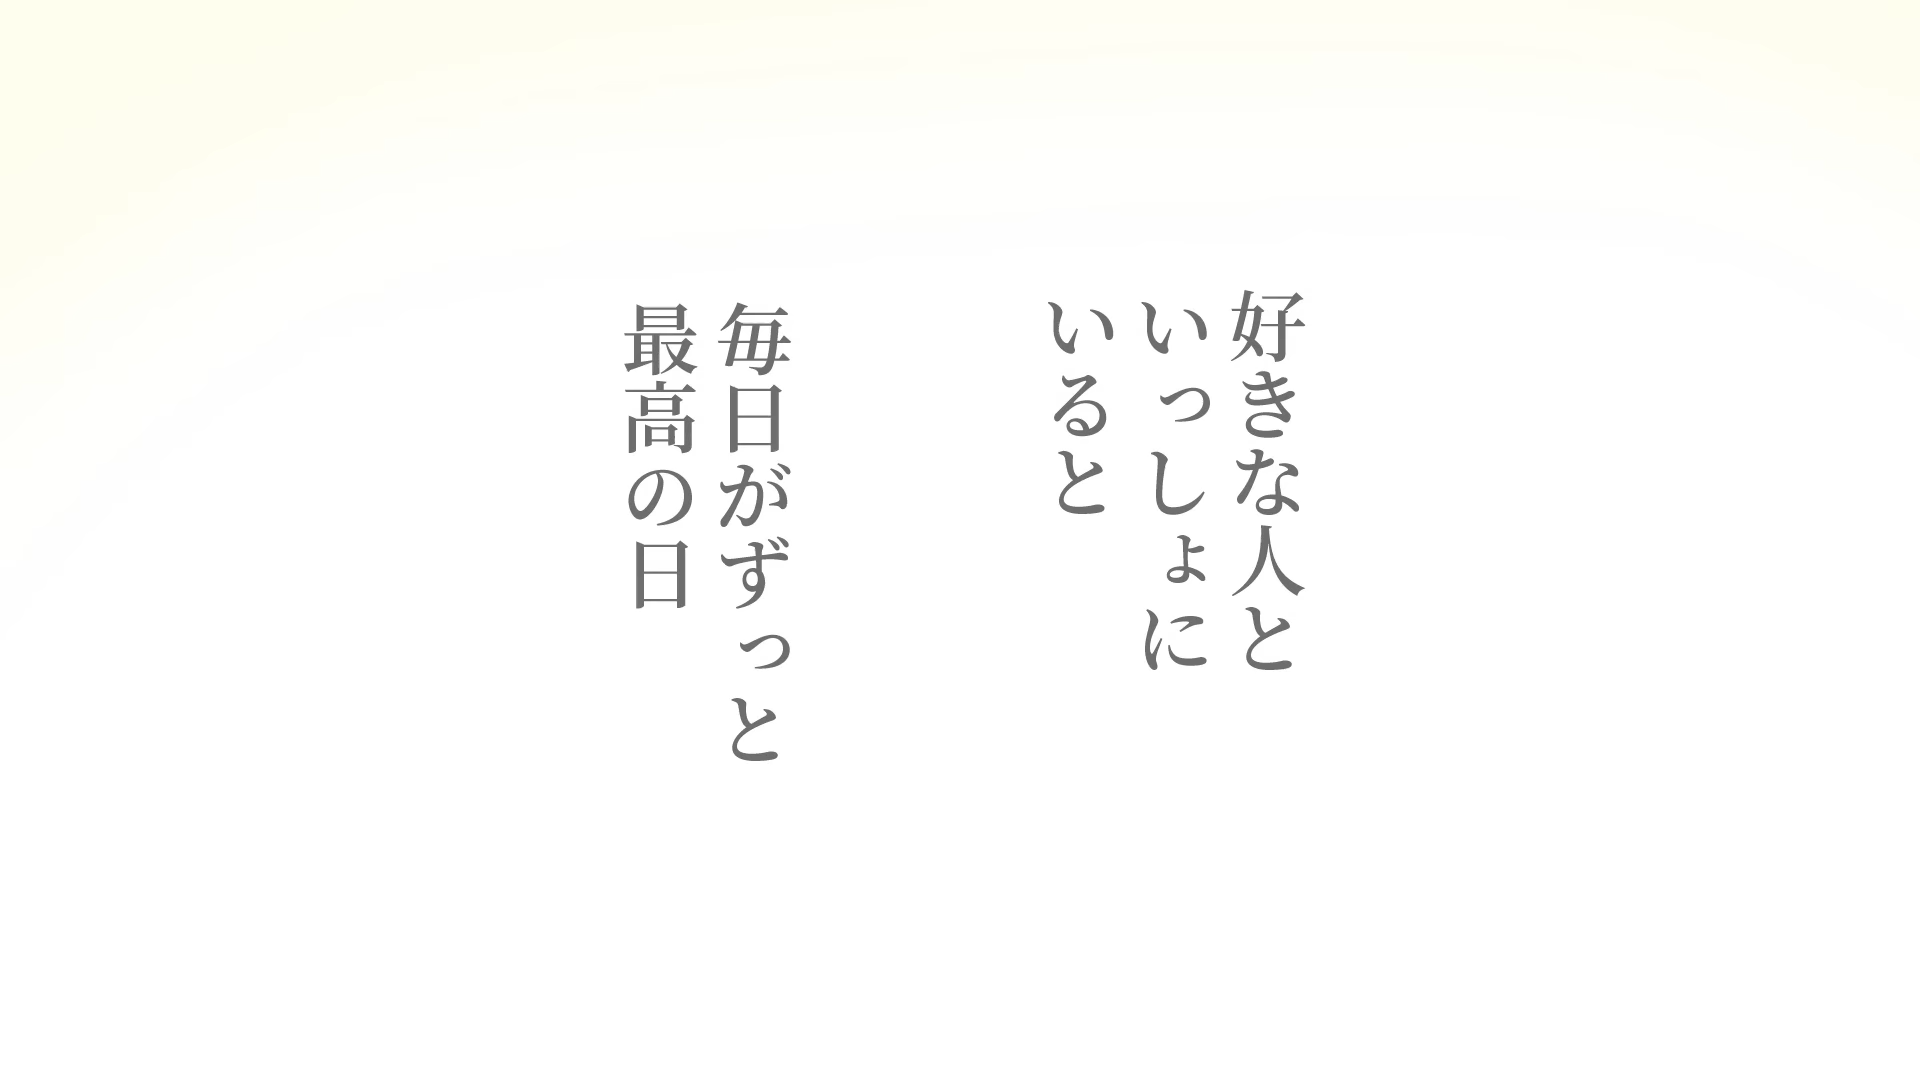 好きな人と
いっしょに
いると
毎日がずっと
最高の日